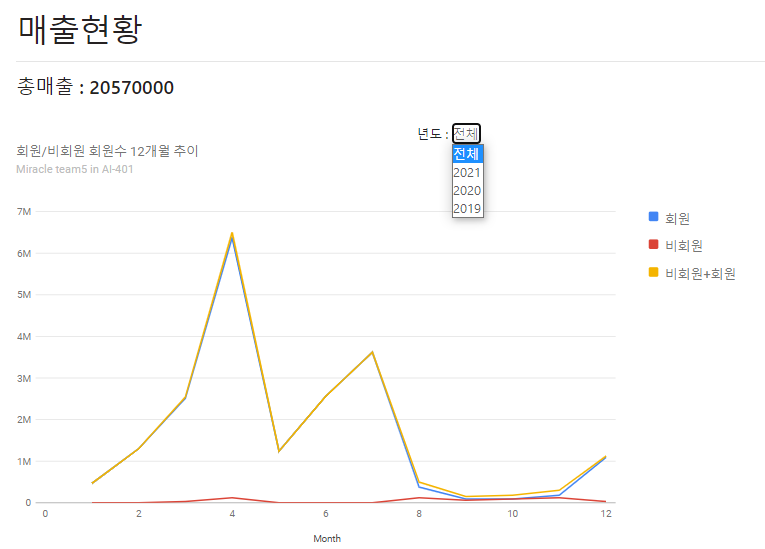 매출현황
총매출 : 20570000
년도 : 전체
전체
2021
2020
2019
회원/비회원 회원수 12개월 추이
Miracle team5 in AI-401
7M
6M
5M
4M
3M
2M
1M
0
0 2 4 6 8 10 12
Month
회원
비회원
비회원+회원